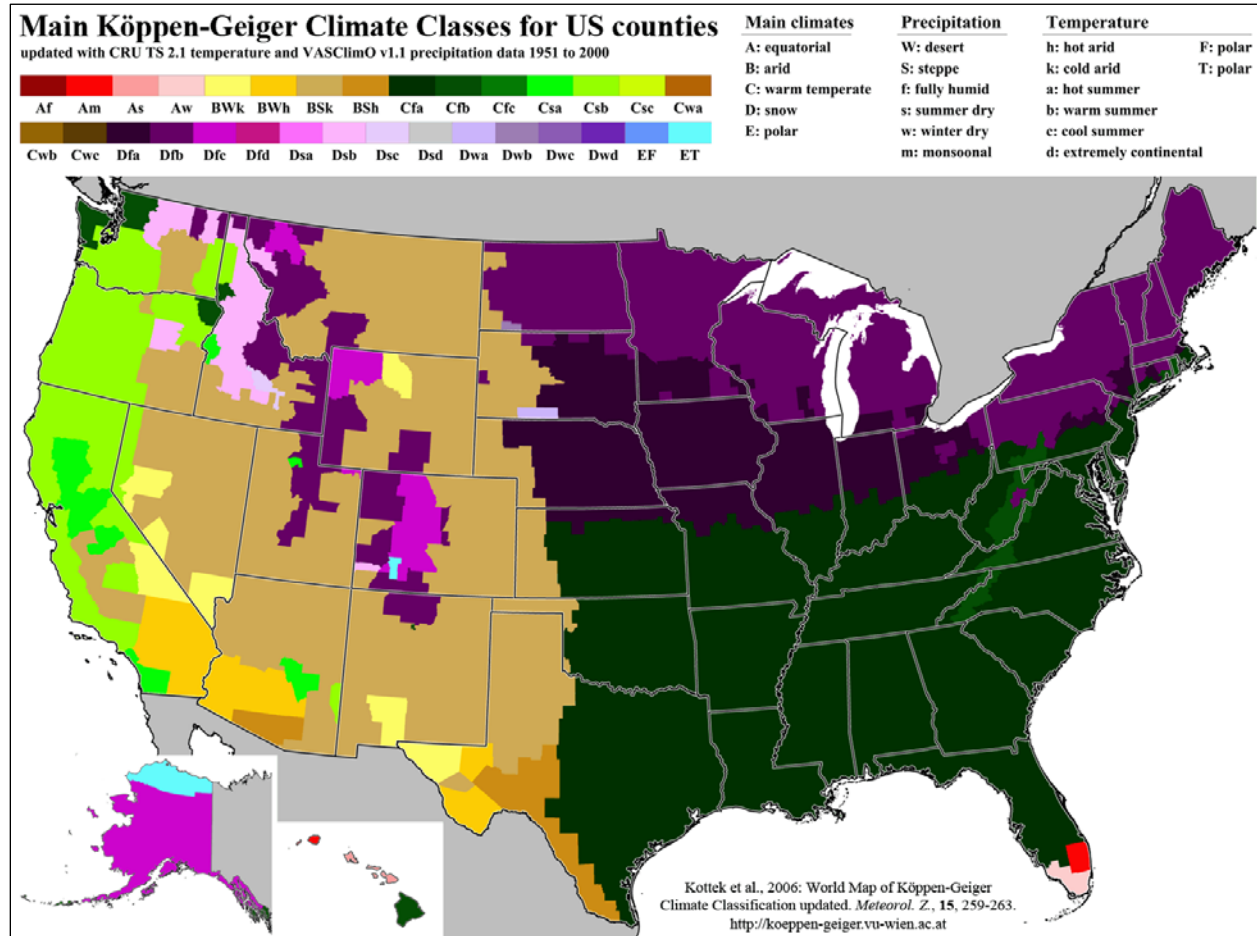 Main Köppen-Geiger Climate Classes for US counties
updated with CRU TS 2.1 temperature and VASClimO v1.1 precipitation data 1951 to 2000
Af Am As Aw BWk BWh BSk BSh Cfa Cfb Cfc Csa Csb Csc Cwa
Cwb Cwc Dfa Dfb Dfc Dfd Dsa Dsb Dsc Dsd Dwa Dwb Dwc Dwd EF ET
Main climates
A: equatorial
B: arid
C: warm temperate
D: snow
E: polar
Precipitation
W: desert
S: steppe
f: fully humid
s: summer dry
w: winter dry
m: monsoonal
Temperature
h: hot arid F: polar
k: cold arid T: polar
a: hot summer
b: warm summer
c: cool summer
d: extremely continental
Kottek et al., 2006: World Map of Köppen-Geiger
Climate Classification updated. Meteorol. Z., 15, 259-263.
http://koeppen-geiger.vu-wien.ac.at